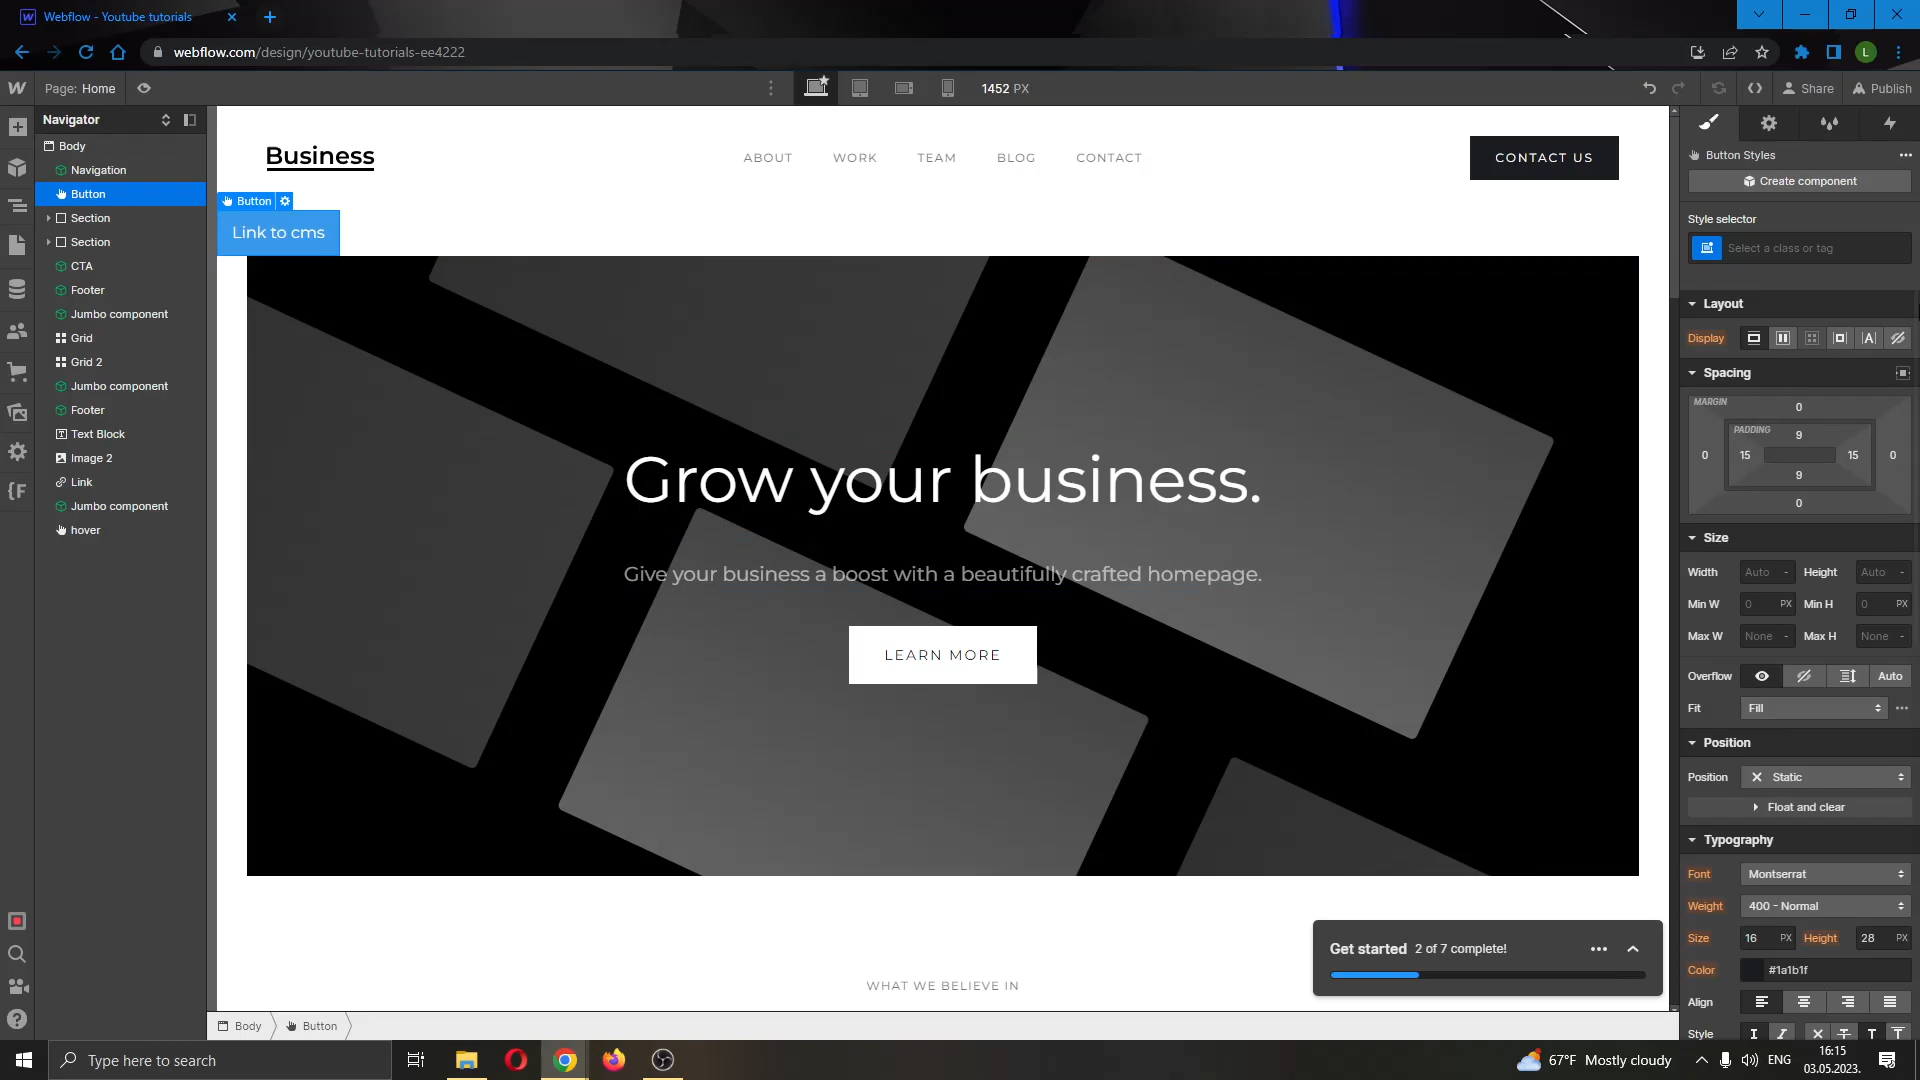 Webflow - Youtube tutorials
webflow.com/design/youtube-tutorials-ee4222
L
Page: Home
1452 PX
Share
Publish
Navigator
Body
Navigation
Button
Section
Section
CTA
Footer
Jumbo component
Grid
Grid 2
Jumbo component
Footer
Text Block
Image 2
Link
Jumbo component
hover
Business
ABOUT
WORK
TEAM
BLOG
CONTACT
CONTACT US
Button
Link to cms
Grow your business.
Give your business a boost with a beautifully crafted homepage.
LEARN MORE
WHAT WE BELIEVE IN
Get started 2 of 7 complete!
Body
Button
Button Styles
Create component
Style selector
Select a class or tag
Layout
Display
Spacing
MARGIN
0
PADDING
9
0 15 15 0
9
0
Size
Width Auto - Height Auto -
Min W 0 PX Min H 0 PX
Max W None - Max H None -
Overflow Auto
Fit Fill
Position
Position Static
Float and clear
Typography
Font Montserrat
Weight 400 - Normal
Size 16 PX Height 28 PX
Color #1a1b1f
Align
Style
Type here to search
67°F Mostly cloudy
ENG
16:15
03.05.2023.